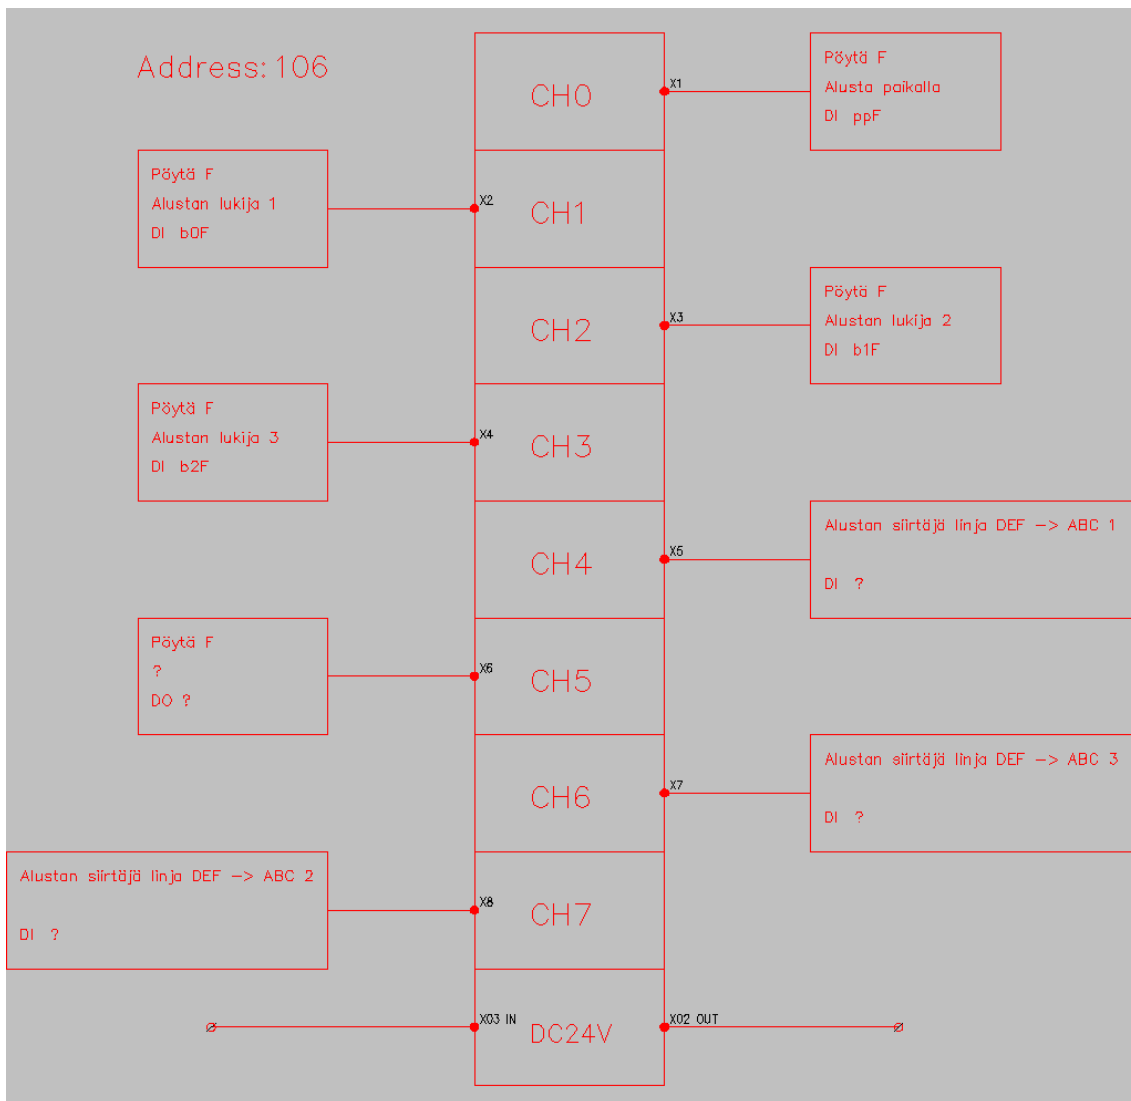 Address: 106
CH0
X1
Pöytä F
Alusta paikalla
DI ppF
Pöytä F
Alustan lukija 1
DI b0F
X2
CH1
CH2
X3
Pöytä F
Alustan lukija 2
DI b1F
Pöytä F
Alustan lukija 3
DI b2F
X4
CH3
CH4
X5
Alustan siirtäjä linja DEF -> ABC 1
DI ?
Pöytä F
?
DO ?
X6
CH5
CH6
X7
Alustan siirtäjä linja DEF -> ABC 3
DI ?
Alustan siirtäjä linja DEF -> ABC 2
DI ?
X8
CH7
X03 IN
DC24V
X02 OUT